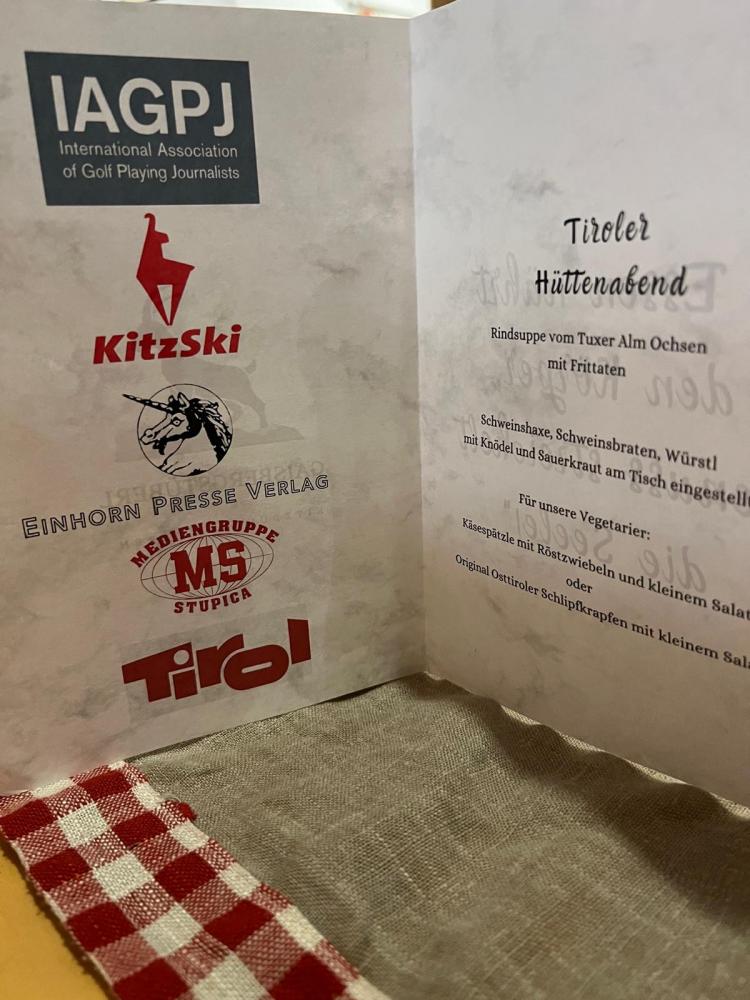 IAGPJ
International Association
of Golf Playing Journalists
KitzSki
EINHORN PRESSE VERLAG
MEDIENGRUPPE
MS
STUPICA
Tirol
Tiroler
Hüttenabend
Rindsuppe vom Tuxer Alm Ochsen
mit Frittaten
Schweinshaxe, Schweinsbraten, Würstl
mit Knödel und Sauerkraut am Tisch eingestellt
Für unsere Vegetarier:
Käsespätzle mit Röstzwiebeln und kleinem Salat
oder
Original Osttiroler Schlipfkrapfen mit kleinem